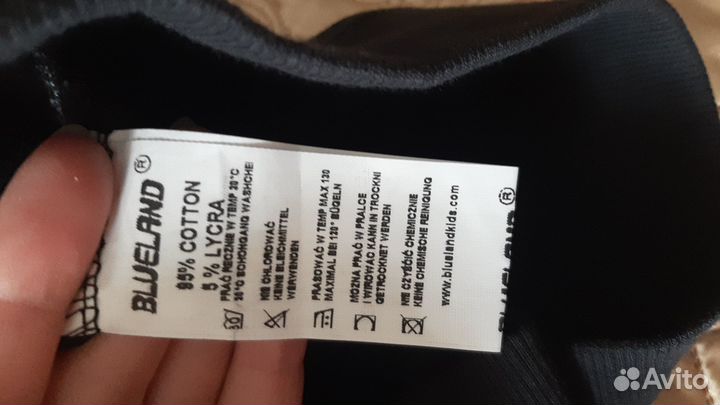 BLUELAND ®
95% COTTON
5 % LYCRA
PRAĆ RĘCZNIE W TEMP 30°C
30°C SCHONGANG WASCHEN
NIE CHLOROWAĆ
KEINE BLEICHMITTEL
VERWENDEN
PRASOWAĆ W TEMP MAX 130
MAXIMAL BEI 130° BÜGELN
MOŻNA PRAĆ W PRALCE
I WIROWAĆ KANN IN TROCKNI
GETROCKNET WERDEN
NIE CZYŚCIĆ CHEMICZNIE
KEINE CHEMISCHE REINIGUNG
www.bluelandkids.com
BLUELAND ®
Avito